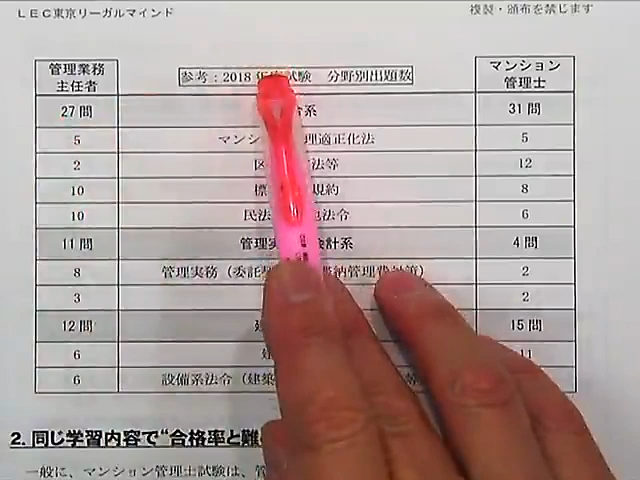 LEC東京リーガルマインド
複製・頒布を禁じます
管理業務主任者 参考：2018 試験 分野別出題数 マンション管理士
27問 系 31問
5 マンシ 理適正化法 5
2 区 法等 12
10 標 規約 8
10 民法 法令 6
11問 管理実 会計系 4問
8 管理実務（委託 滞納管理費 等） 2
3 2
12問 15問
6 11
6 設備系法令（建築
2. 同じ学習内容で“合格率と難
一般に、マンション管理士試験は、管